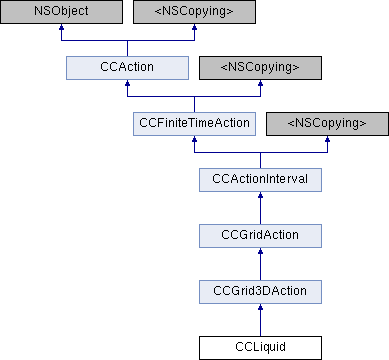 NSObject
<NSCopying>
CCAction
<NSCopying>
CCFiniteTimeAction
<NSCopying>
CCActionInterval
CCGridAction
CCGrid3DAction
CCLiquid